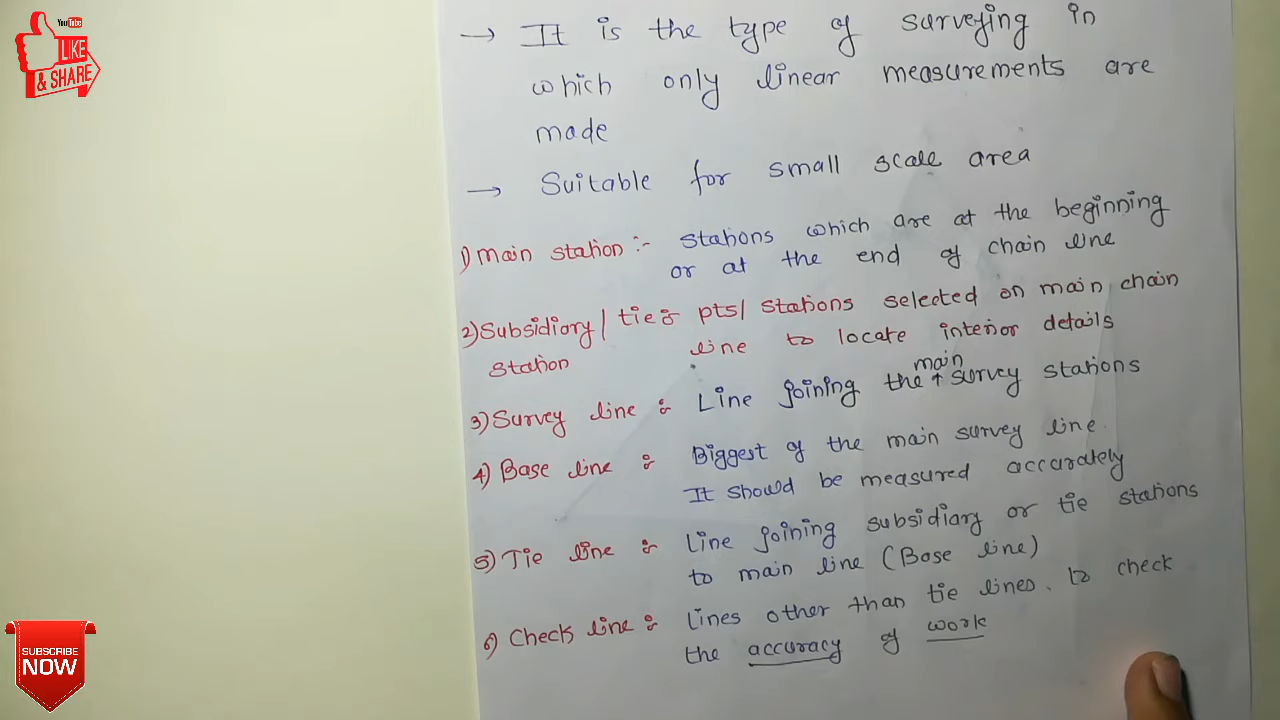 YouTube
LIKE
& SHARE
→ It is the type of surveying in
which only linear measurements are
made
→ Suitable for small scale area
1) Main station :- stations which are at the beginning
or at the end of chain line
2) Subsidiory / tie : pts / stations selected on main chain
station line to locate interior details
3) Survey line : Line joining the main survey stations
4) Base line : Biggest of the main survey line
It should be measured accurately
5) Tie line : Line joining subsidiary or tie stations
to main line (Base line)
6) Check line : Lines other than tie lines. to check
the accuracy of work
SUBSCRIBE
NOW